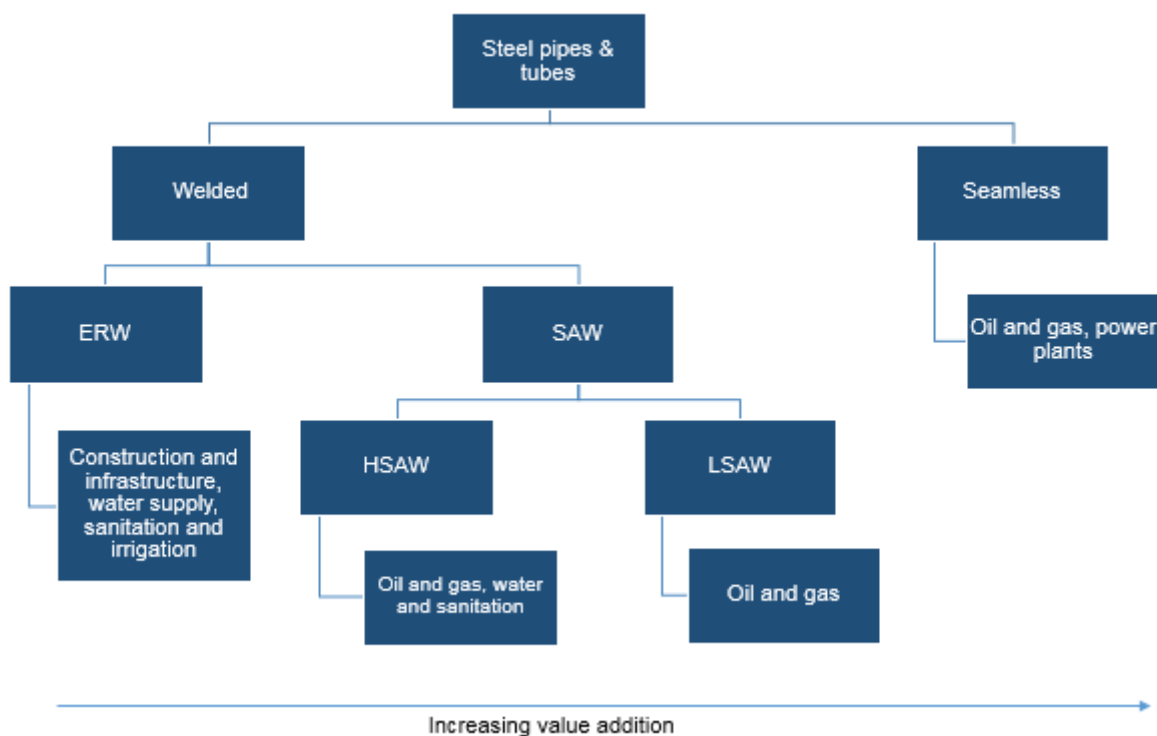 Steel pipes &
tubes
Welded
Seamless
ERW
SAW
Oil and gas, power
plants
Construction and
infrastructure,
water supply,
sanitation and
irrigation
HSAW
LSAW
Oil and gas, water
and sanitation
Oil and gas
Increasing value addition